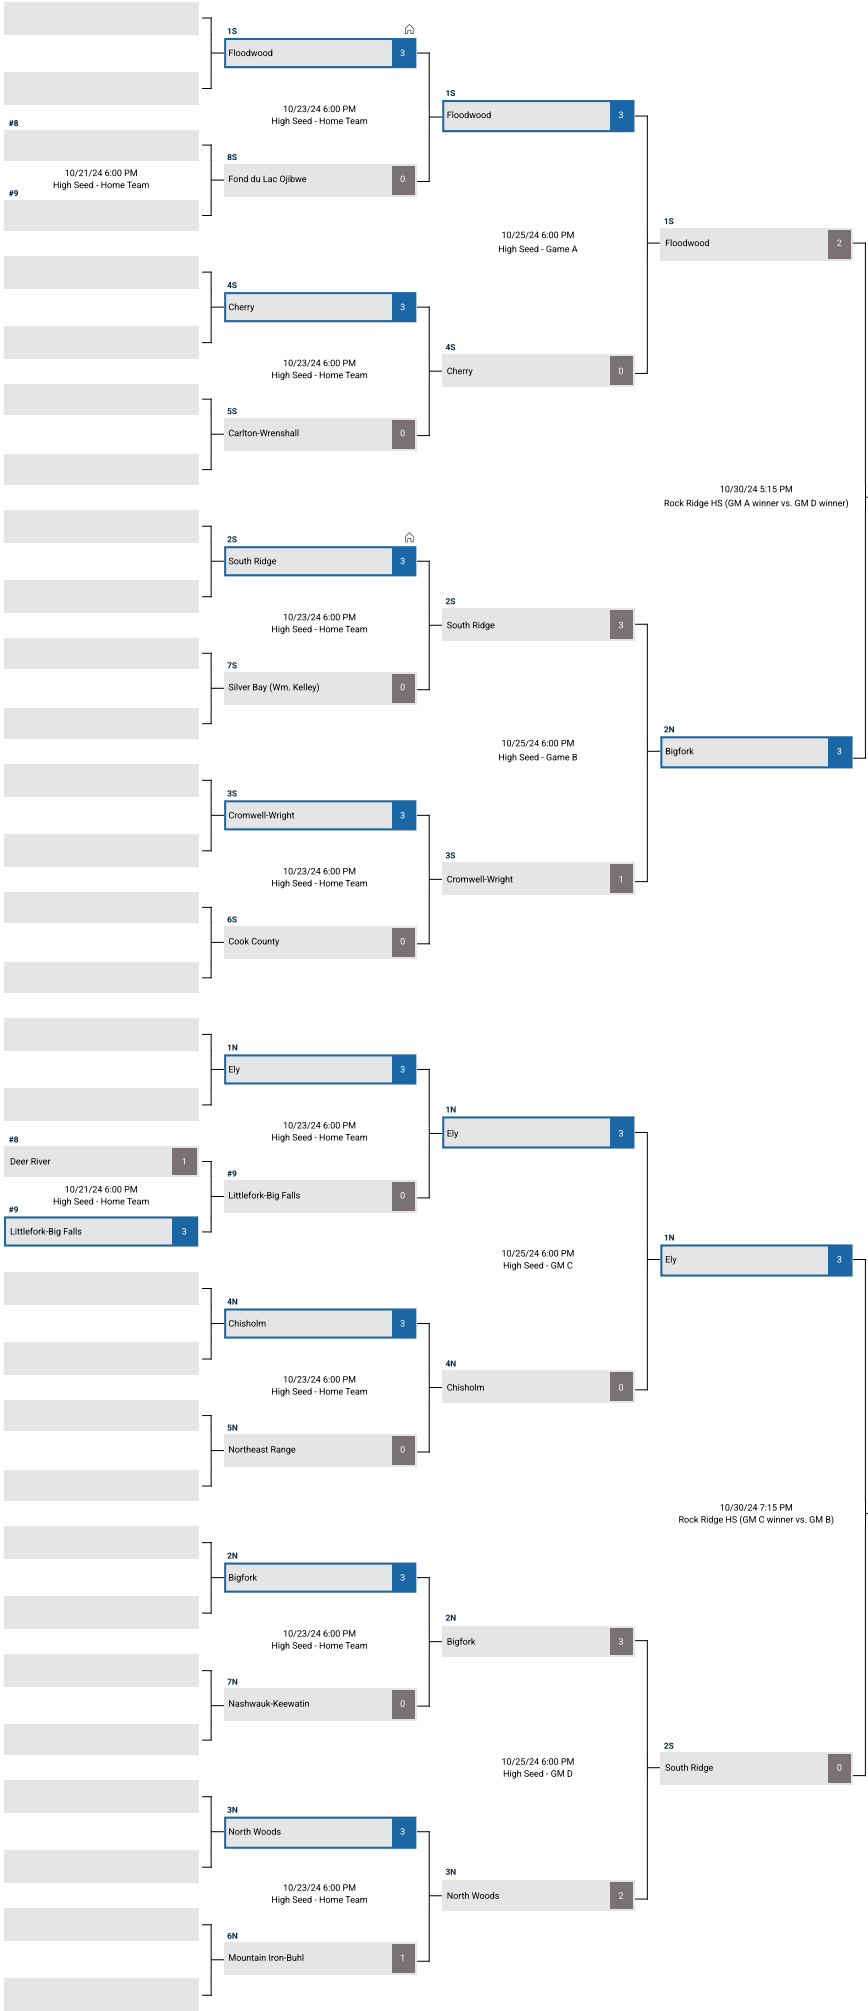 1S
Floodwood 3
10/23/24 6:00 PM
High Seed - Home Team
8S
Fond du Lac Ojibwe 0
#8
10/21/24 6:00 PM
High Seed - Home Team
#9
1S
Floodwood 3
10/25/24 6:00 PM
High Seed - Game A
4S
Cherry 0
1S
Floodwood 2
4S
Cherry 3
10/23/24 6:00 PM
High Seed - Home Team
5S
Carlton-Wrenshall 0
10/30/24 5:15 PM
Rock Ridge HS (GM A winner vs. GM D winner)
2S
South Ridge 3
10/23/24 6:00 PM
High Seed - Home Team
7S
Silver Bay (Wm. Kelley) 0
2S
South Ridge 3
10/25/24 6:00 PM
High Seed - Game B
3S
Cromwell-Wright 1
2N
Bigfork 3
3S
Cromwell-Wright 3
10/23/24 6:00 PM
High Seed - Home Team
6S
Cook County 0
1N
Ely 3
10/23/24 6:00 PM
High Seed - Home Team
#9
Littlefork-Big Falls 0
#8
Deer River 1
10/21/24 6:00 PM
High Seed - Home Team
#9
Littlefork-Big Falls 3
1N
Ely 3
10/25/24 6:00 PM
High Seed - GM C
4N
Chisholm 0
1N
Ely 3
4N
Chisholm 3
10/23/24 6:00 PM
High Seed - Home Team
5N
Northeast Range 0
10/30/24 7:15 PM
Rock Ridge HS (GM C winner vs. GM B)
2N
Bigfork 3
10/23/24 6:00 PM
High Seed - Home Team
7N
Nashwauk-Keewatin 0
2N
Bigfork 3
10/25/24 6:00 PM
High Seed - GM D
3N
North Woods 2
2S
South Ridge 0
3N
North Woods 3
10/23/24 6:00 PM
High Seed - Home Team
6N
Mountain Iron-Buhl 1